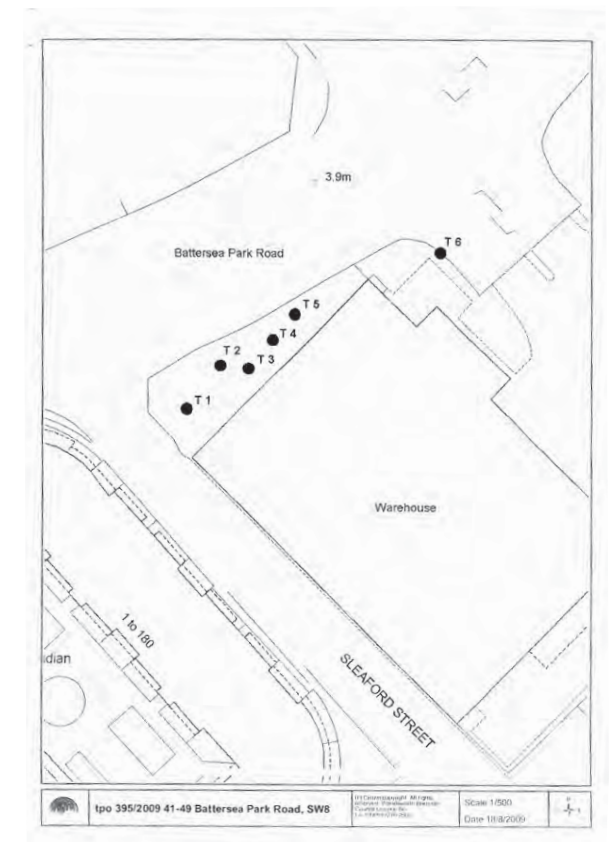 3.9m
T 6
Battersea Park Road
T 5
T 4
T 2
T 3
T 1
Warehouse
1 to 180
idian
SLEAFORD STREET
tpo 395/2009 41-49 Battersea Park Road, SW8
Scale 1/500
Date 18/8/2009